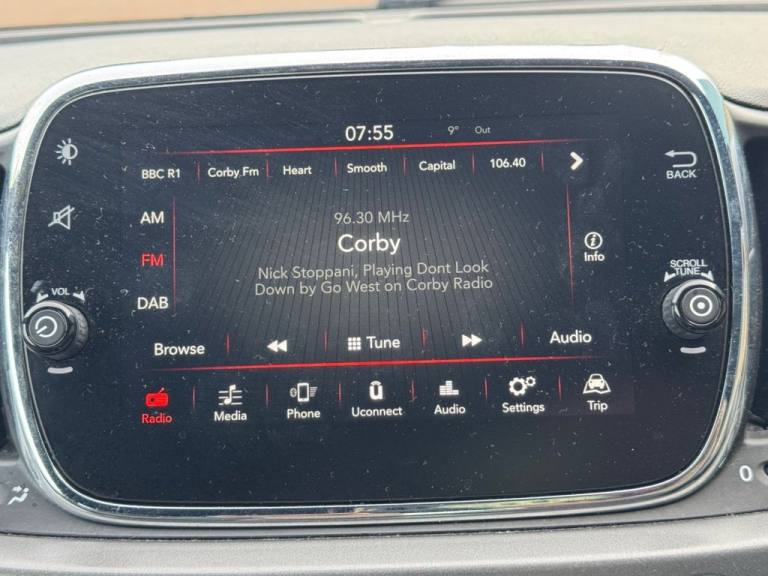 07:55 9° Out
BBC R1 Corby Fm Heart Smooth Capital 106.40
BACK
AM
96.30 MHz
Corby
FM
Info
Nick Stoppani, Playing Dont Look
Down by Go West on Corby Radio
SCROLL
TUNE
VOL
DAB
Browse Tune Audio
Radio Media Phone Uconnect Audio Settings Trip
0